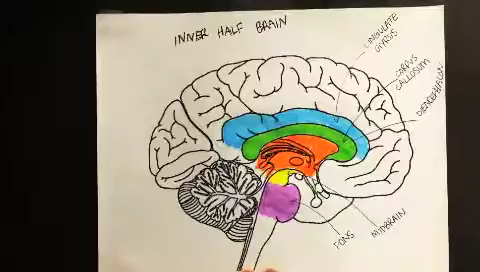 INNER HALF BRAIN
CINGULATE
GYRUS
CORPUS
CALLOSUM
DIENCEPHALON
MIDBRAIN
PONS